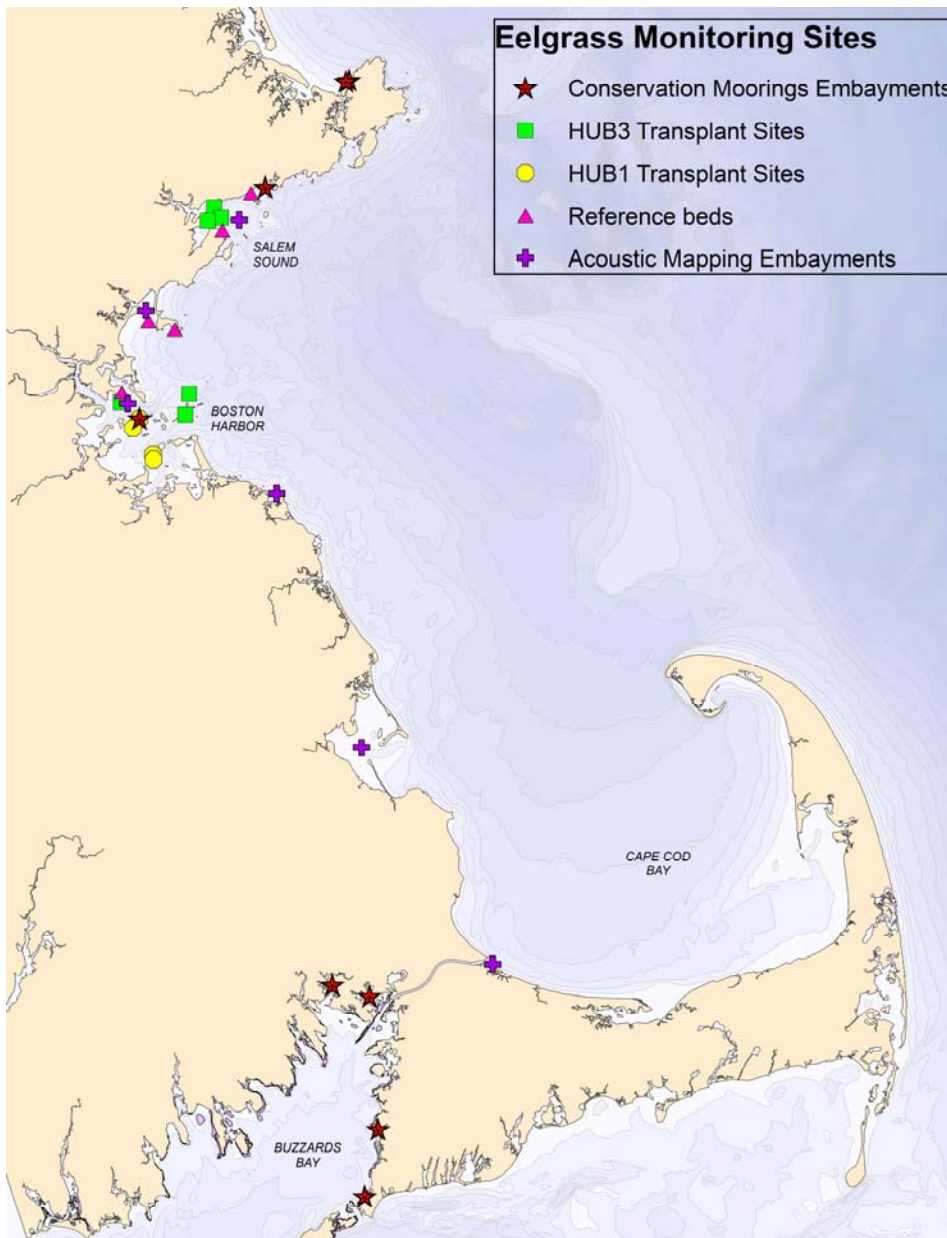 Eelgrass Monitoring Sites
Conservation Moorings Embayments
HUB3 Transplant Sites
HUB1 Transplant Sites
Reference beds
Acoustic Mapping Embayments
SALEM
SOUND
BOSTON
HARBOR
CAPE COD
BAY
BUZZARDS
BAY